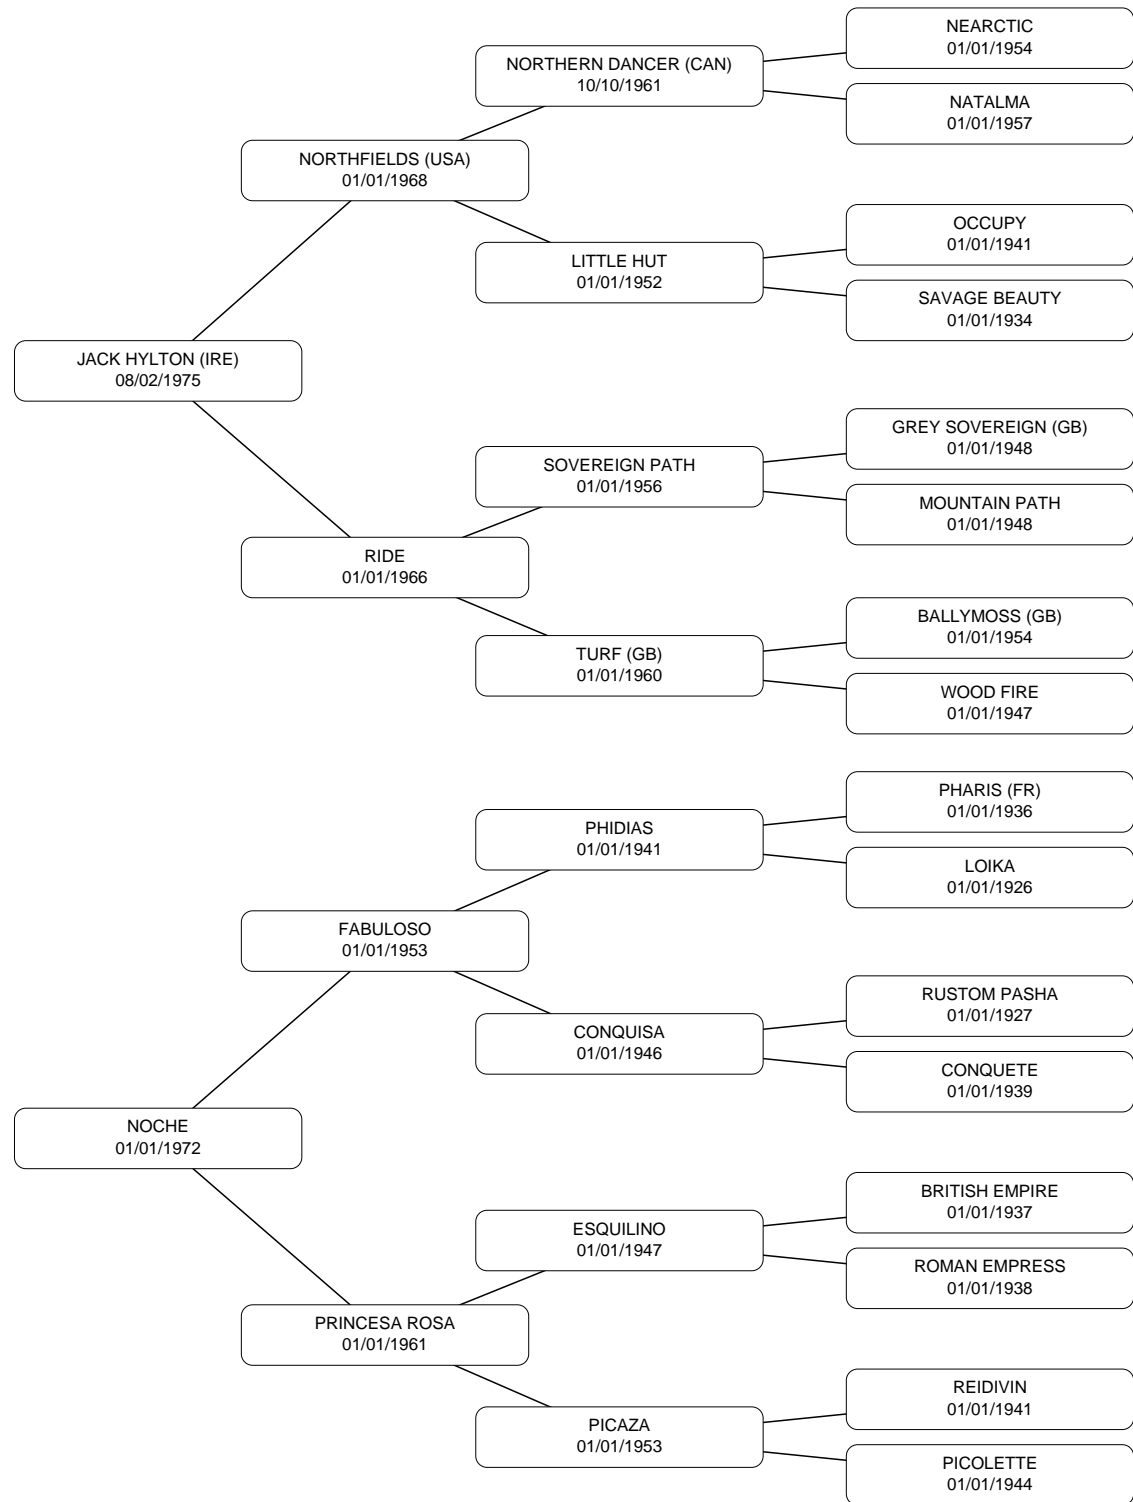 NEARCTIC
01/01/1954
NORTHERN DANCER (CAN)
10/10/1961
NATALMA
01/01/1957
NORTHFIELDS (USA)
01/01/1968
OCCUPY
01/01/1941
LITTLE HUT
01/01/1952
SAVAGE BEAUTY
01/01/1934
JACK HYLTON (IRE)
08/02/1975
GREY SOVEREIGN (GB)
01/01/1948
SOVEREIGN PATH
01/01/1956
MOUNTAIN PATH
01/01/1948
RIDE
01/01/1966
BALLYMOSS (GB)
01/01/1954
TURF (GB)
01/01/1960
WOOD FIRE
01/01/1947
PHARIS (FR)
01/01/1936
PHIDIAS
01/01/1941
LOIKA
01/01/1926
FABULOSO
01/01/1953
RUSTOM PASHA
01/01/1927
CONQUISA
01/01/1946
CONQUETE
01/01/1939
NOCHE
01/01/1972
BRITISH EMPIRE
01/01/1937
ESQUILINO
01/01/1947
ROMAN EMPRESS
01/01/1938
PRINCESA ROSA
01/01/1961
REIDIVIN
01/01/1941
PICAZA
01/01/1953
PICOLETTE
01/01/1944